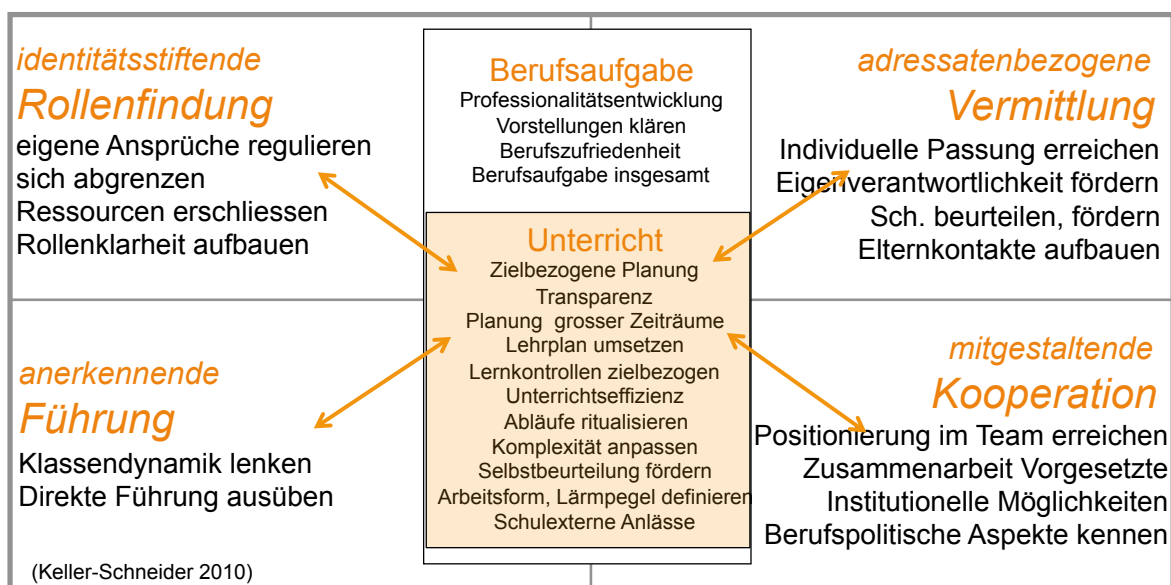 identitätsstiftende
Rollenfindung
eigene Ansprüche regulieren
sich abgrenzen
Ressourcen erschliessen
Rollenklarheit aufbauen
Berufsaufgabe
Professionalitätsentwicklung
Vorstellungen klären
Berufszufriedenheit
Berufsaufgabe insgesamt
adressatenbezogene
Vermittlung
Individuelle Passung erreichen
Eigenverantwortlichkeit fördern
Sch. beurteilen, fördern
Elternkontakte aufbauen
Unterricht
Zielbezogene Planung
Transparenz
Planung grosser Zeiträume
Lehrplan umsetzen
Lernkontrollen zielbezogen
Unterrichtseffizienz
Abläufe ritualisieren
Komplexität anpassen
Selbstbeurteilung fördern
Arbeitsform, Lärmpegel definieren
Schulexterne Anlässe
anerkennende
Führung
Klassendynamik lenken
Direkte Führung ausüben
mitgestaltende
Kooperation
Positionierung im Team erreichen
Zusammenarbeit Vorgesetzte
Institutionelle Möglichkeiten
Berufspolitische Aspekte kennen
(Keller-Schneider 2010)